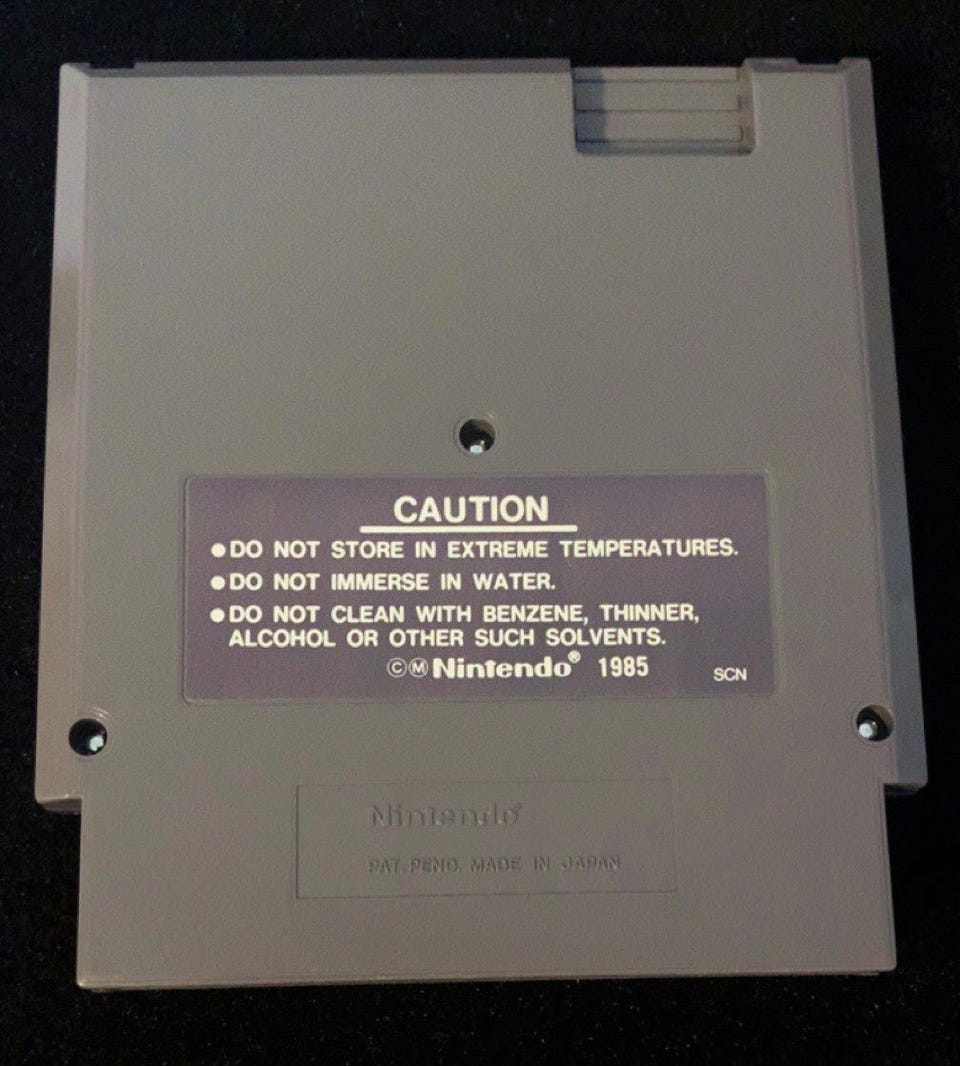 CAUTION
●DO NOT STORE IN EXTREME TEMPERATURES.
●DO NOT IMMERSE IN WATER.
●DO NOT CLEAN WITH BENZENE, THINNER,
ALCOHOL OR OTHER SUCH SOLVENTS.
ⒸⓂNintendo® 1985 SCN
Nintendo®
PAT. PEND. MADE IN JAPAN